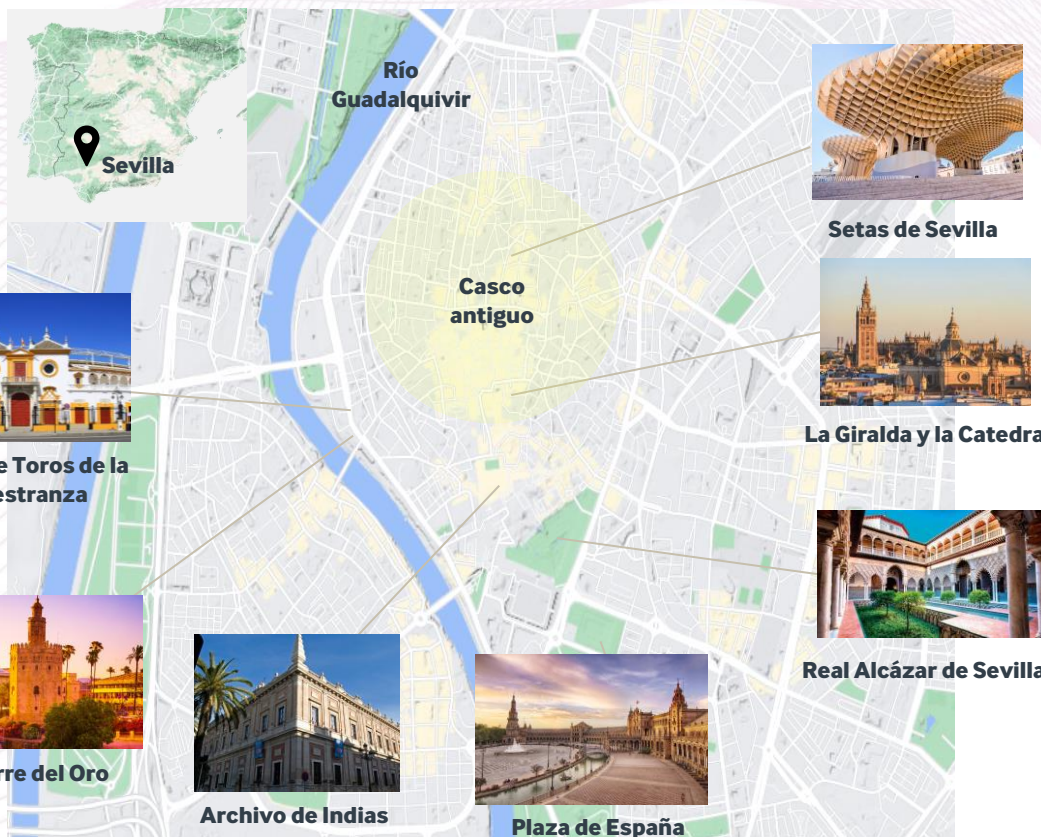 Río
Guadalquivir
Sevilla
Setas de Sevilla
Casco
antiguo
La Giralda y la Catedra
e Toros de la
estranza
Real Alcázar de Sevilla
rre del Oro
Archivo de Indias
Plaza de España